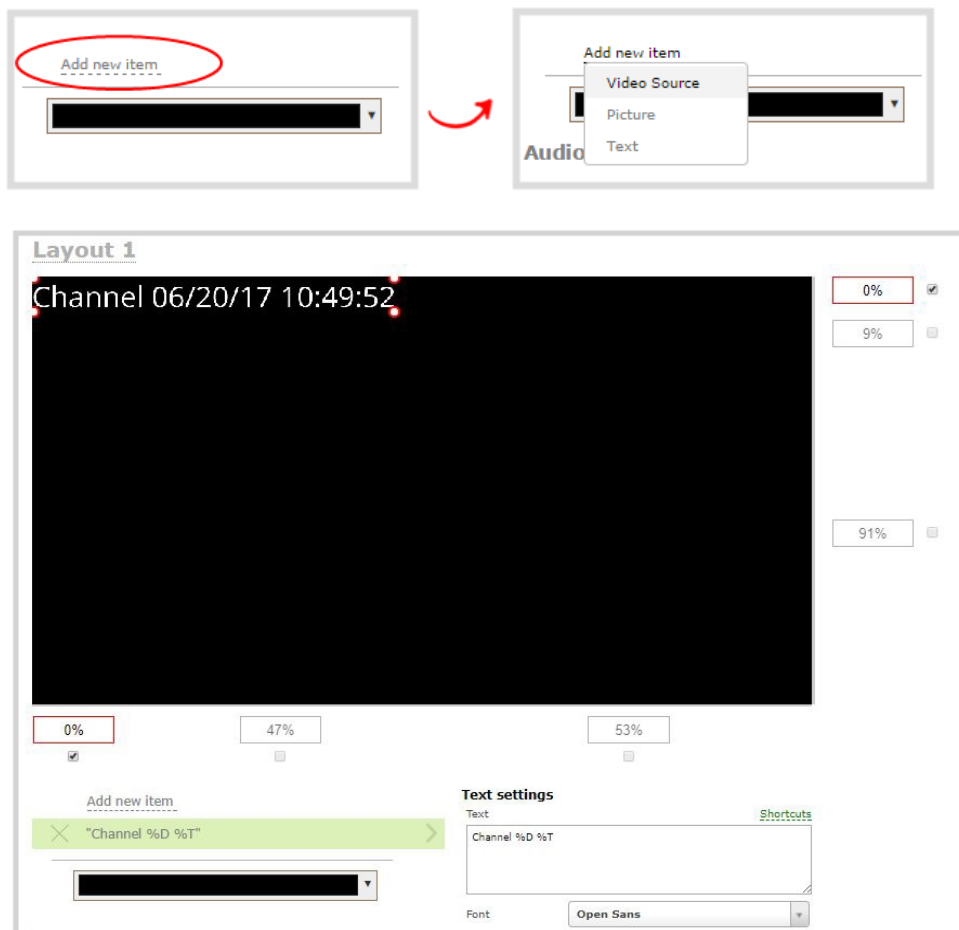 Add new item
Add new item
Video Source
Picture
Text
Audio
Layout 1
Channel 06/20/17 10:49:52
0%
9%
91%
0%
47%
53%
Add new item
"Channel %D %T"
Text settings
Text
Shortcuts
Channel %D %T
Font
Open Sans